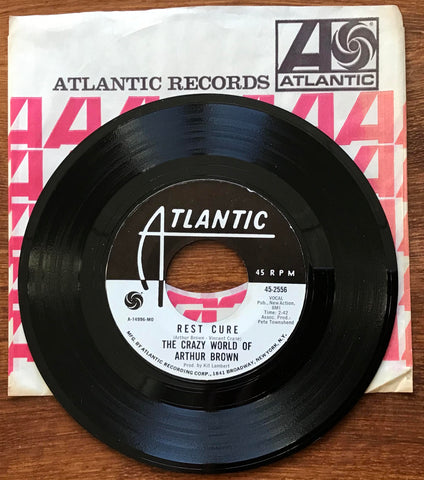 ATLANTIC RECORDS
ATLANTIC
ATLANTIC
45 RPM
45-2556
VOCAL
Pub., New Action,
BMI
Time: 2:42
Assoc. Prod.-
Pete Townshend
A-14996-MO
REST CURE
(Arthur Brown - Vincent Crane)
THE CRAZY WORLD OF
ARTHUR BROWN
Prod. by Kit Lambert
MFG. BY ATLANTIC RECORDING CORP., 1841 BROADWAY, NEW YORK, N.Y.